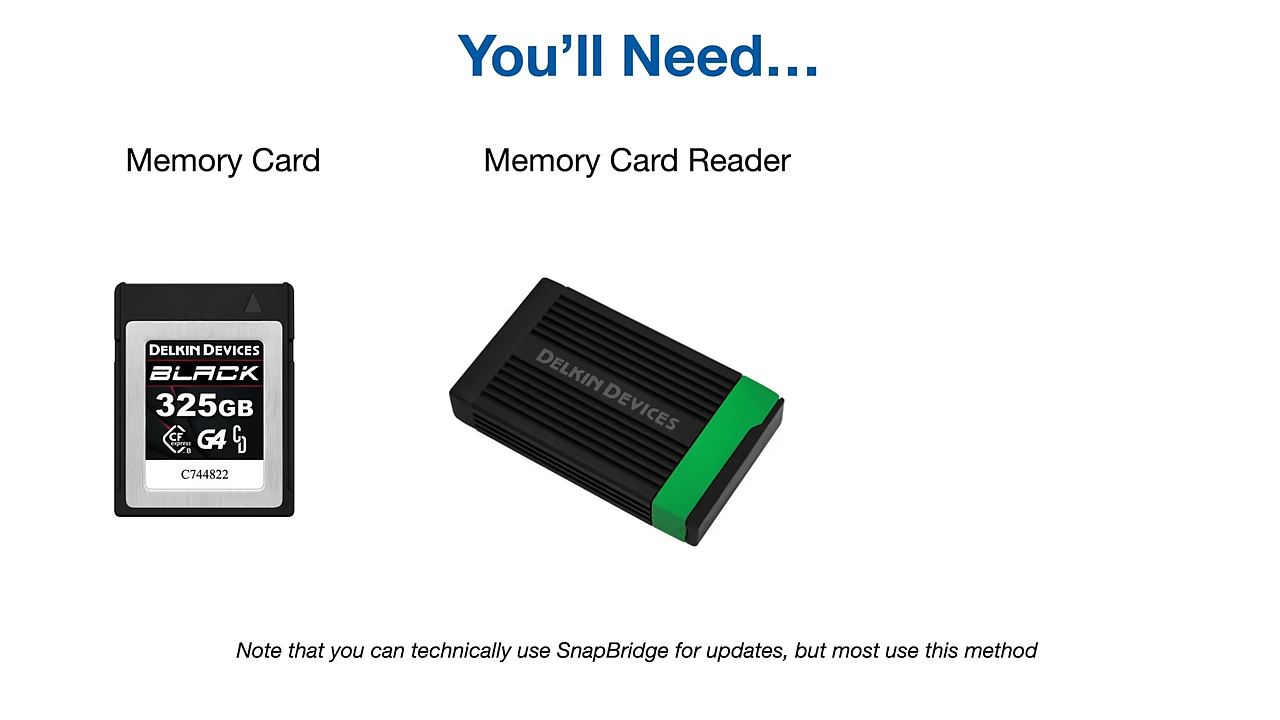 You’ll Need…
Memory Card
Memory Card Reader
DELKIN DEVICES
BLACK
325GB
CF express B G4
C744822
DELKIN DEVICES
Note that you can technically use SnapBridge for updates, but most use this method